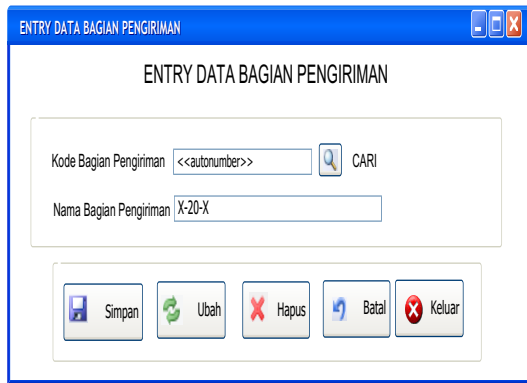 ENTRY DATA BAGIAN PENGIRIMAN
ENTRY DATA BAGIAN PENGIRIMAN
Kode Bagian Pengiriman <<autonumber>> CARI
Nama Bagian Pengiriman X-20-X
Simpan Ubah Hapus Batal Keluar